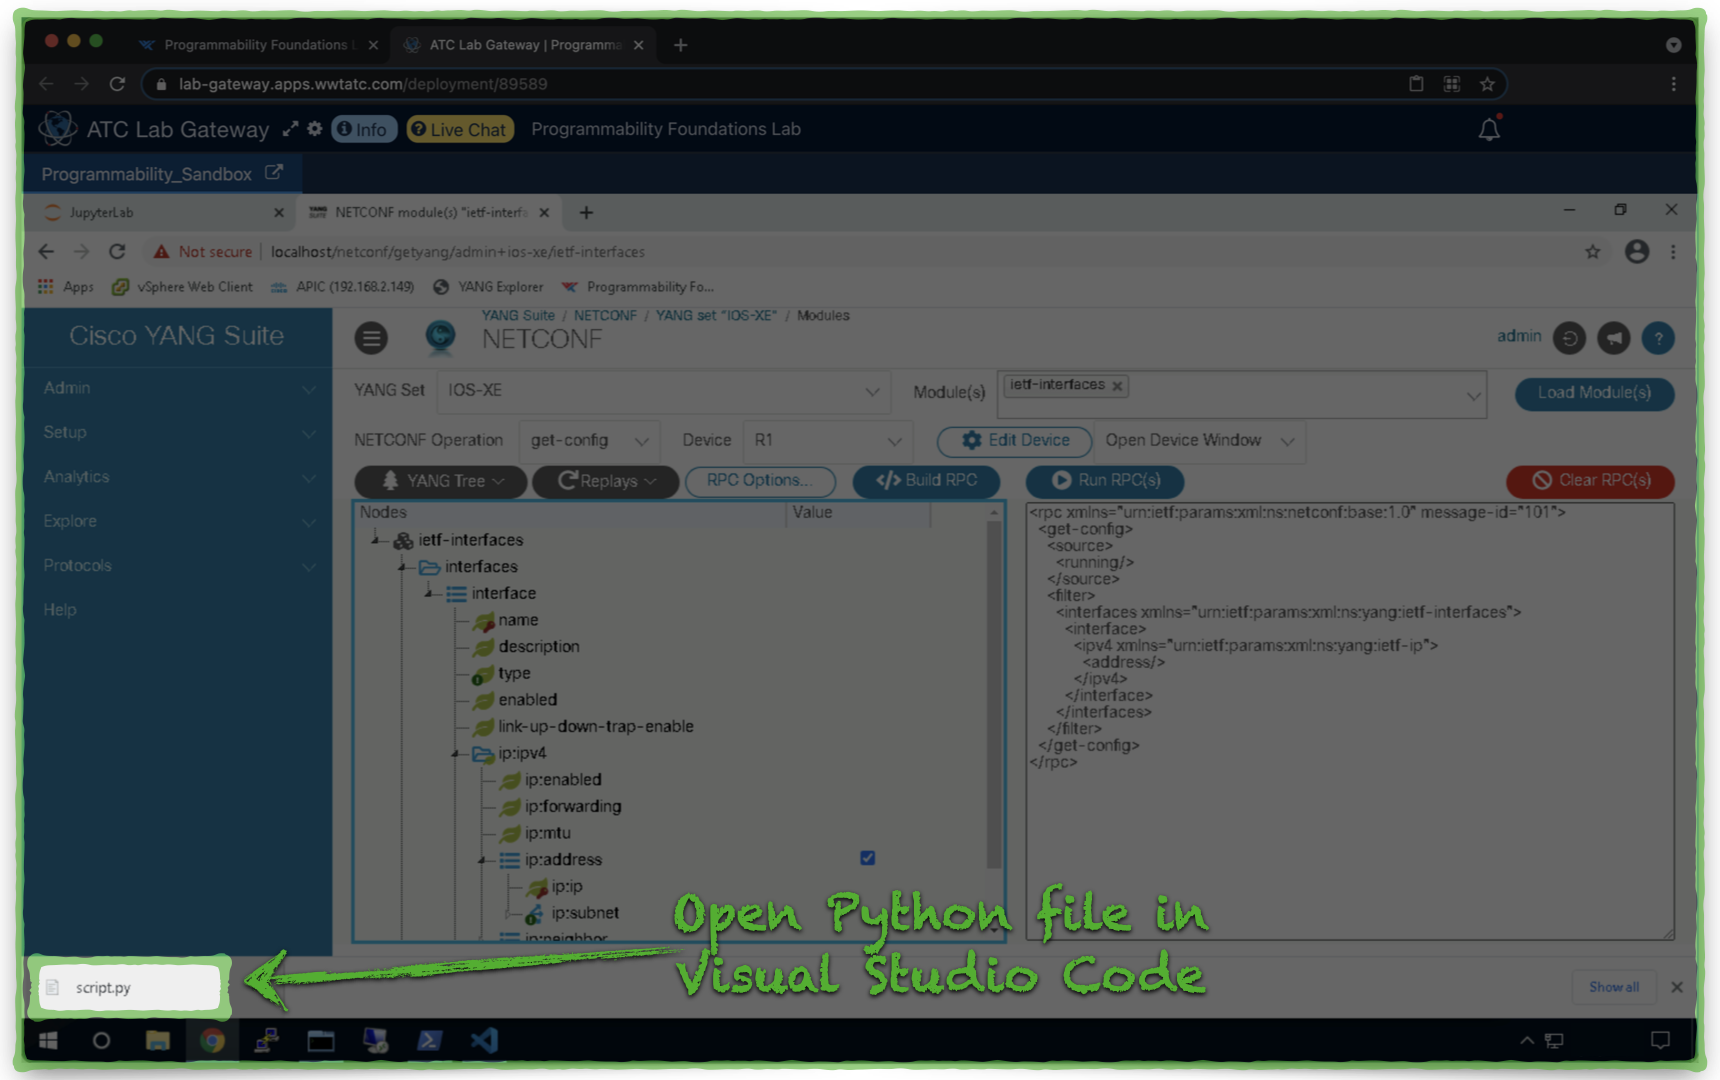 Programmability Foundations L
ATC Lab Gateway | Programma
lab-gateway.apps.wwtatc.com/deployment/89589
ATC Lab Gateway
Info
Live Chat
Programmability Foundations Lab
Programmability_Sandbox
JupyterLab
NETCONF module(s) "ietf-interfa
Not secure
localhost/netconf/getyang/admin+ios-xe/ietf-interfaces
Apps
vSphere Web Client
APIC (192.168.2.149)
YANG Explorer
Programmability Fo...
Cisco YANG Suite
YANG Suite / NETCONF / YANG set "IOS-XE" / Modules
NETCONF
admin
?
Admin
Setup
Analytics
Explore
Protocols
Help
YANG Set
IOS-XE
Module(s)
ietf-interfaces
Load Module(s)
NETCONF Operation
get-config
Device
R1
Edit Device
Open Device Window
YANG Tree
Replays
RPC Options...
</> Build RPC
Run RPC(s)
Clear RPC(s)
Nodes
Value
ietf-interfaces
interfaces
interface
name
description
type
enabled
link-up-down-trap-enable
ip:ipv4
ip:enabled
ip:forwarding
ip:mtu
ip:address
ip:ip
ip:subnet
ip:neighbor
<rpc xmlns="urn:ietf:params:xml:ns:netconf:base:1.0" message-id="101">
<get-config>
<source>
<running/>
</source>
<filter>
<interfaces xmlns="urn:ietf:params:xml:ns:yang:ietf-interfaces">
<interface>
<ipv4 xmlns="urn:ietf:params:xml:ns:yang:ietf-ip">
<address/>
</ipv4>
</interface>
</interfaces>
</filter>
</get-config>
</rpc>
Open Python file in
Visual Studio Code
script.py
Show all